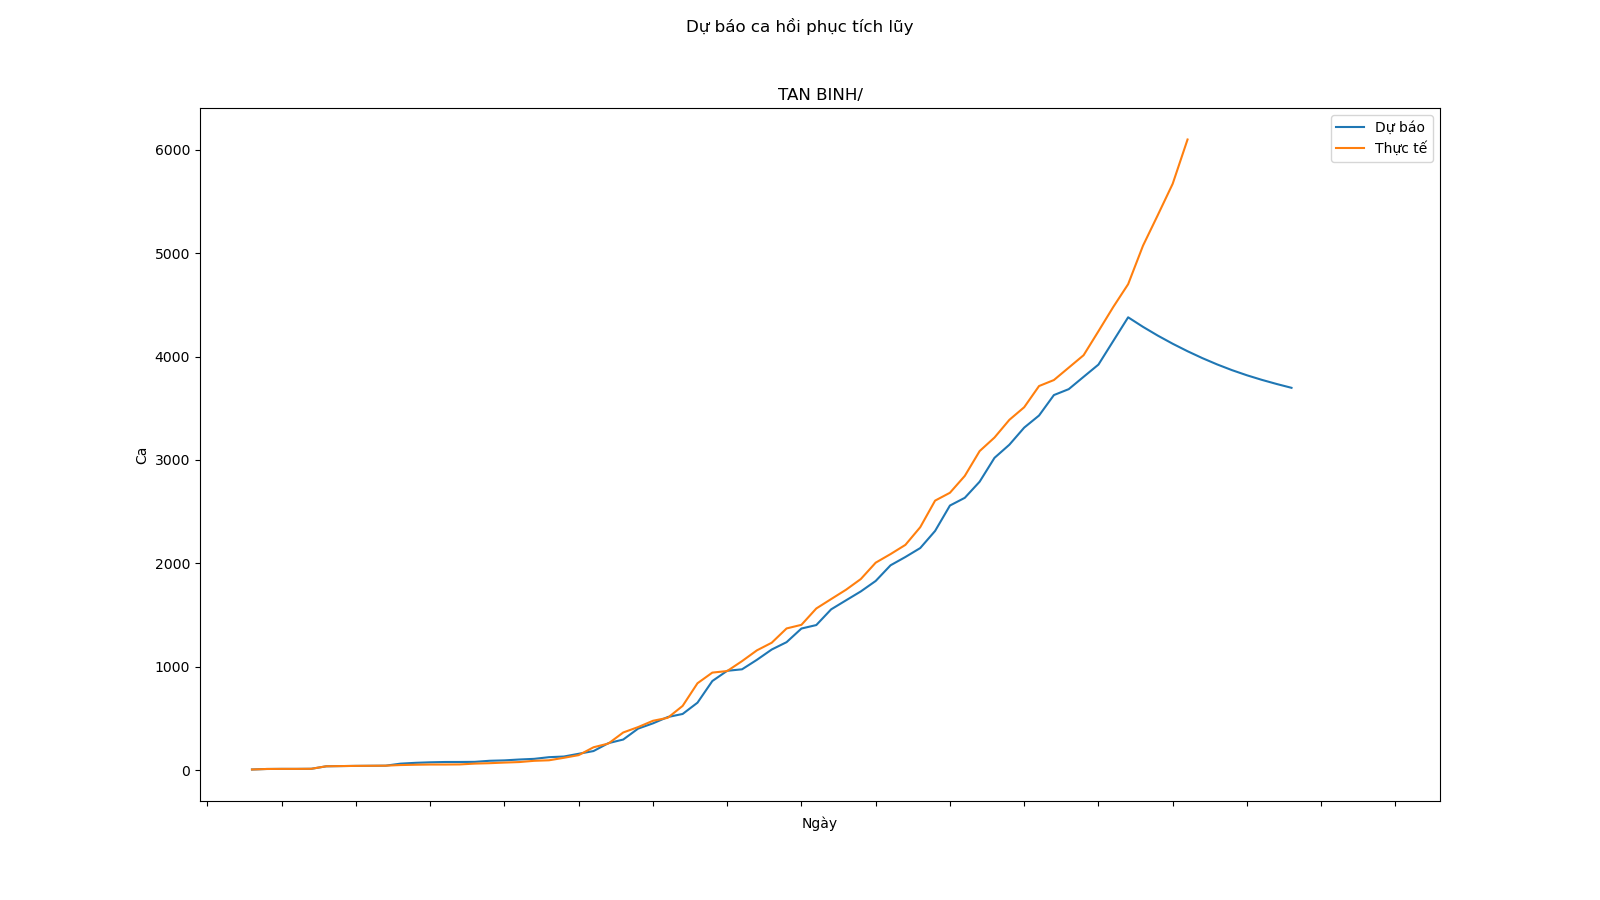 Dự báo ca hồi phục tích lũy
TAN BINH/
Dự báo
Thực tế
6000
5000
4000
3000
2000
1000
0
Ca
Ngày